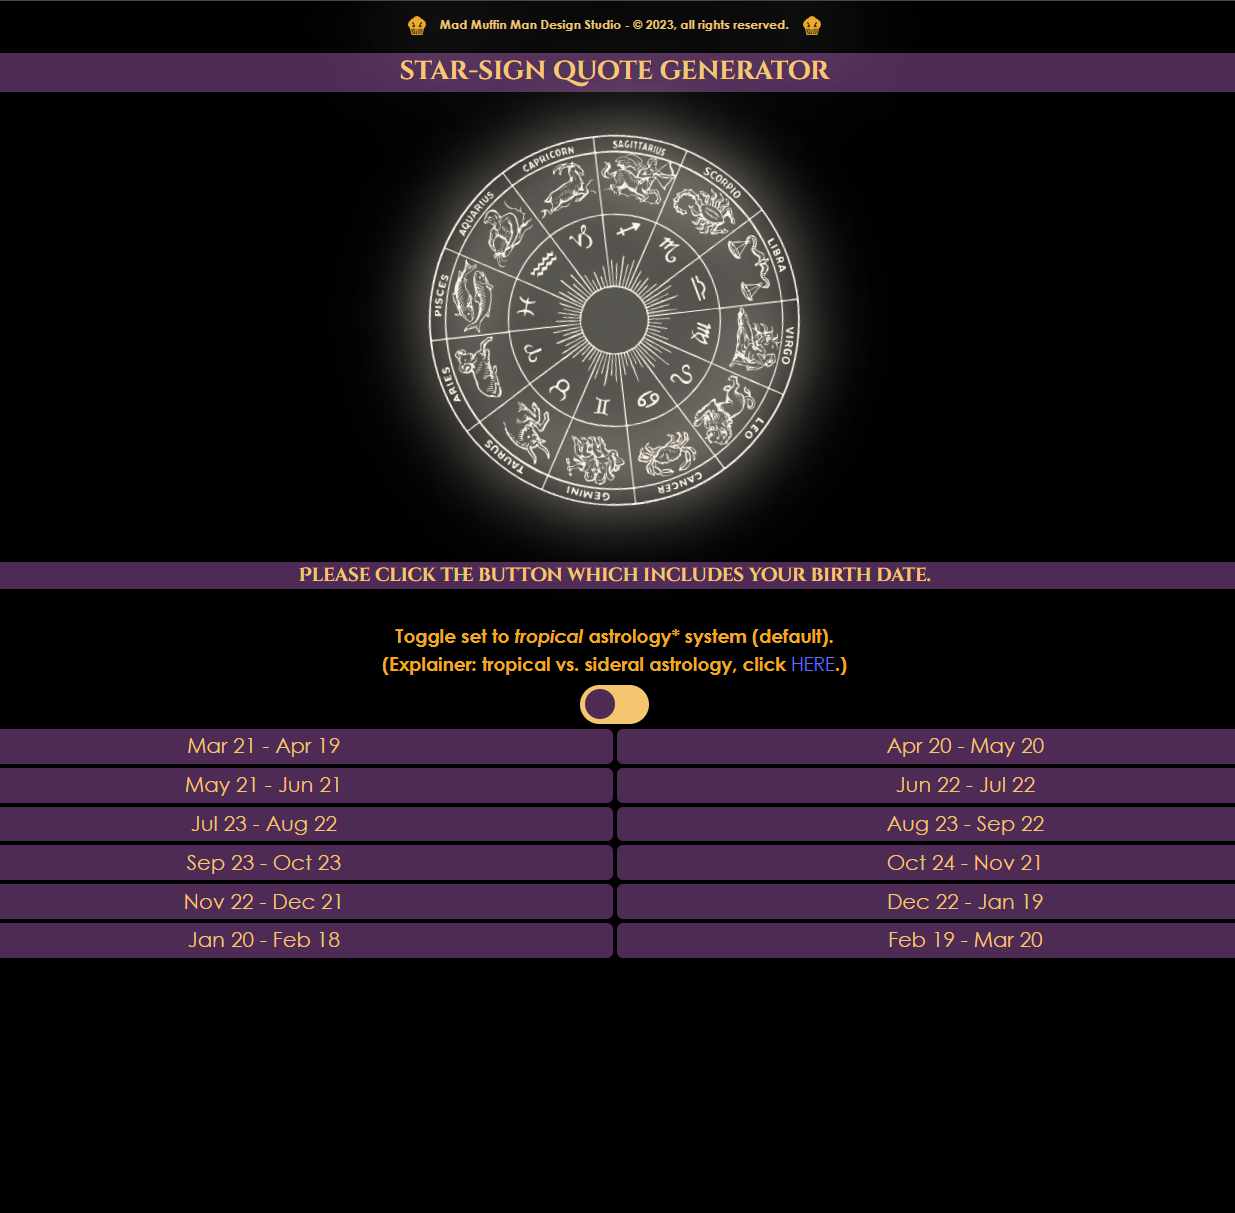 Mad Muffin Man Design Studio - © 2023, all rights reserved.
STAR-SIGN QUOTE GENERATOR
SAGITTARIUS
SCORPIO
LIBRA
VIRGO
LEO
CANCER
GEMINI
TAURUS
ARIES
PISCES
AQUARIUS
CAPRICORN
PLEASE CLICK THE BUTTON WHICH INCLUDES YOUR BIRTH DATE.
Toggle set to tropical astrology* system (default).
(Explainer: tropical vs. sideral astrology, click HERE.)
Mar 21 - Apr 19
Apr 20 - May 20
May 21 - Jun 21
Jun 22 - Jul 22
Jul 23 - Aug 22
Aug 23 - Sep 22
Sep 23 - Oct 23
Oct 24 - Nov 21
Nov 22 - Dec 21
Dec 22 - Jan 19
Jan 20 - Feb 18
Feb 19 - Mar 20